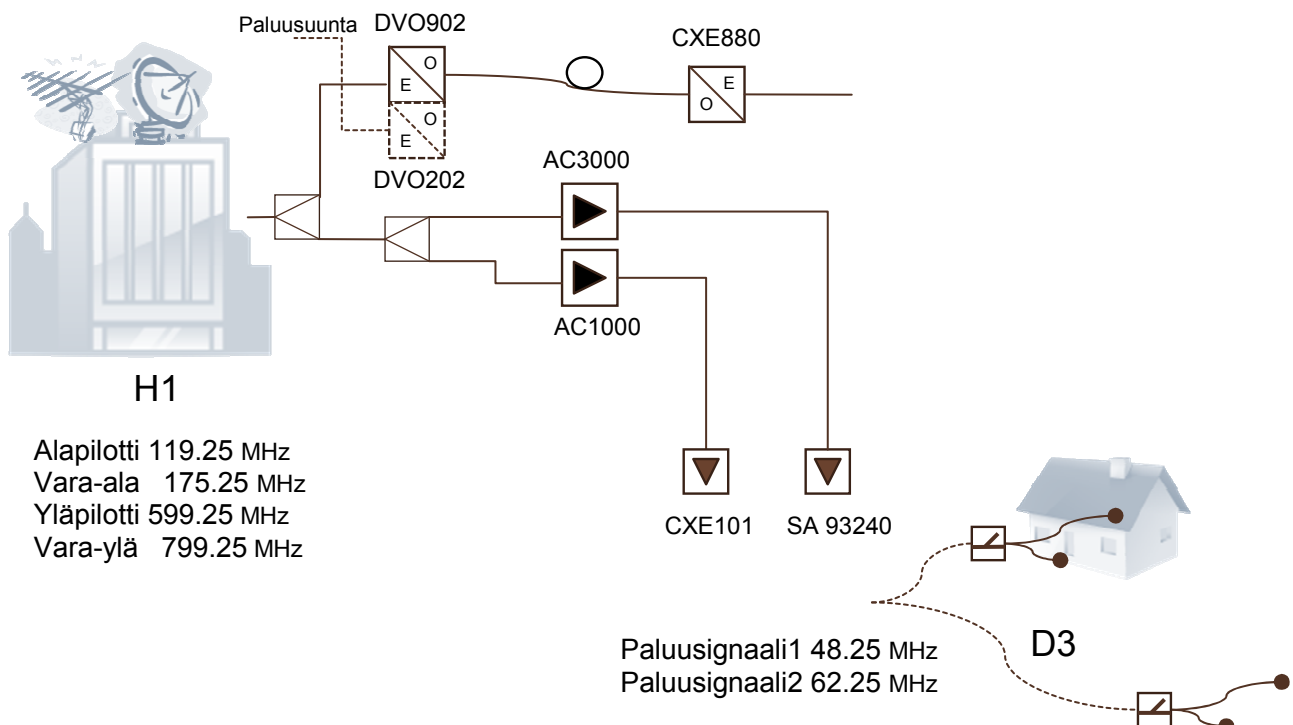 Paluusuunta
DVO902
CXE880
O
E
E
O
O
E
DVO202
AC3000
AC1000
H1
Alapilotti 119.25 MHz
Vara-ala 175.25 MHz
Yläpilotti 599.25 MHz
Vara-ylä 799.25 MHz
CXE101
SA 93240
Paluusignaali1 48.25 MHz
Paluusignaali2 62.25 MHz
D3